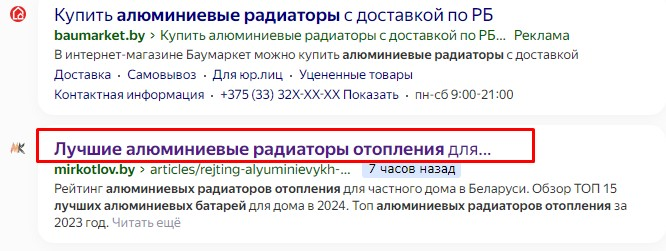 Купить алюминиевые радиаторы с доставкой по РБ
baumarket.by › Купить алюминиевые радиаторы с доставкой по РБ... Реклама
В интернет-магазине Баумаркет можно купить алюминиевые радиаторы с доставкой
Доставка · Самовывоз · Для юр.лиц · Уцененные товары
Контактная информация · +375 (33) 32X-XX-XX Показать · пн-сб 9:00-21:00
Лучшие алюминиевые радиаторы отопления для...
mirkotlov.by › articles/rejting-alyuminievykh-... 7 часов назад
Рейтинг алюминиевых радиаторов отопления для частного дома в Беларуси. Обзор ТОП 15
лучших алюминиевых батарей для дома в 2024. Топ алюминиевых радиаторов отопления за
2023 год. Читать ещё